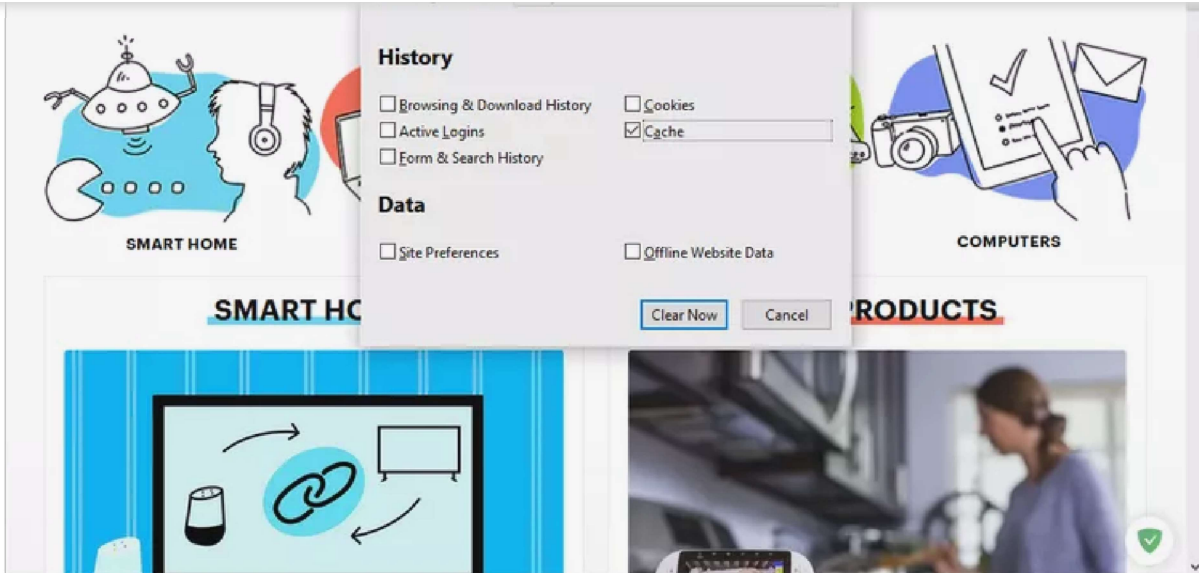 History
Browsing & Download History
Cookies
Active Logins
Cache
Form & Search History
Data
Site Preferences
Offline Website Data
Clear Now
Cancel
SMART HOME
COMPUTERS
SMART HO
PRODUCTS